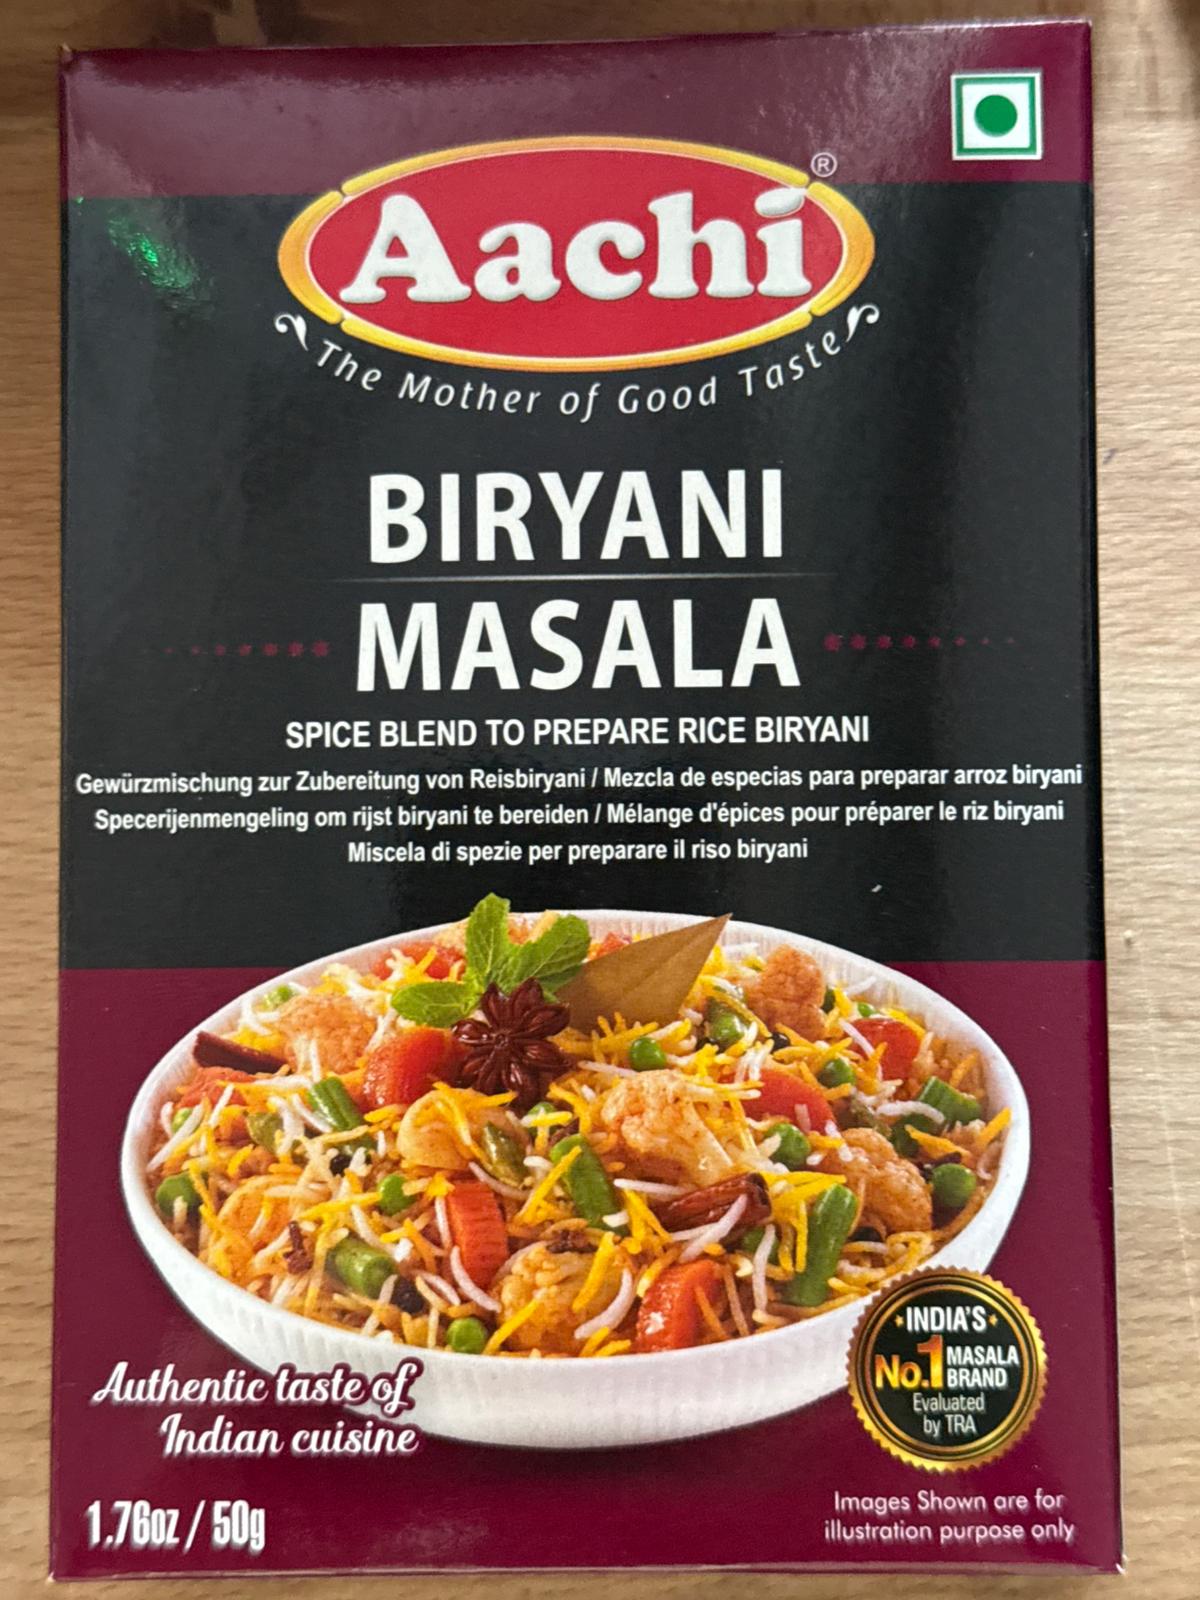 Aachi®
The Mother of Good Taste
BIRYANI
MASALA
SPICE BLEND TO PREPARE RICE BIRYANI
Gewürzmischung zur Zubereitung von Reisbiryani / Mezcla de especias para preparar arroz biryani
Specerijenmengeling om rijst biryani te bereiden / Mélange d'épices pour préparer le riz biryani
Miscela di spezie per preparare il riso biryani
INDIA'S
No.1 MASALA
BRAND
Evaluated
by TRA
Authentic taste of
Indian cuisine
1.76oz / 50g
Images Shown are for
illustration purpose only